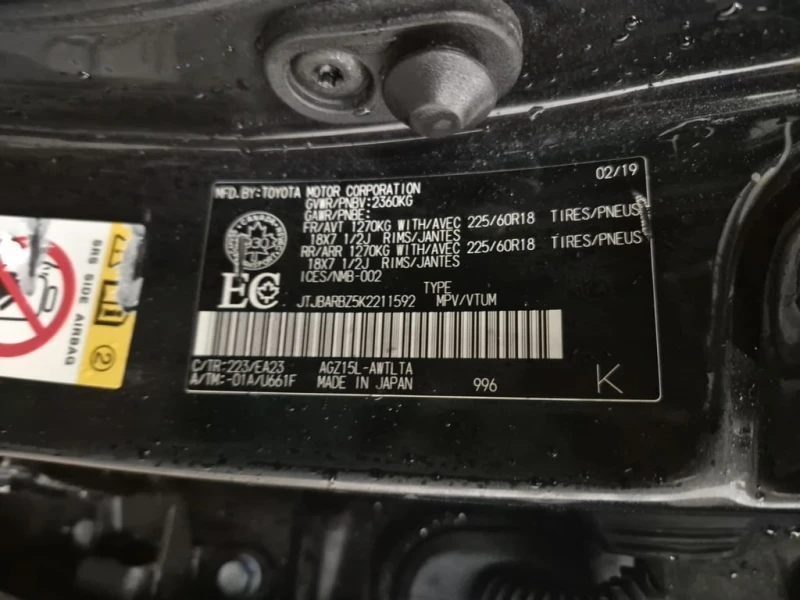 MFD. BY: TOYOTA MOTOR CORPORATION 02/19
GVWR/PNBV: 2360KG
GAWR/PNBE:
FR/AVT 1270KG WITH/AVEC 225/60R18 TIRES/PNEUS
18X7 1/2J RIMS/JANTES
RR/ARR 1270KG WITH/AVEC 225/60R18 TIRES/PNEUS
18X7 1/2J RIMS/JANTES
ICES/NMB-002
TYPE
EC JTJBARBZ5K2211592 MPV/VTUM
C/TR: 223/EA23 AGZ15L-AWTLTA
A/TM: -01A/U661F MADE IN JAPAN 996 K
CANADA
SRS SIDE AIRBAG
2